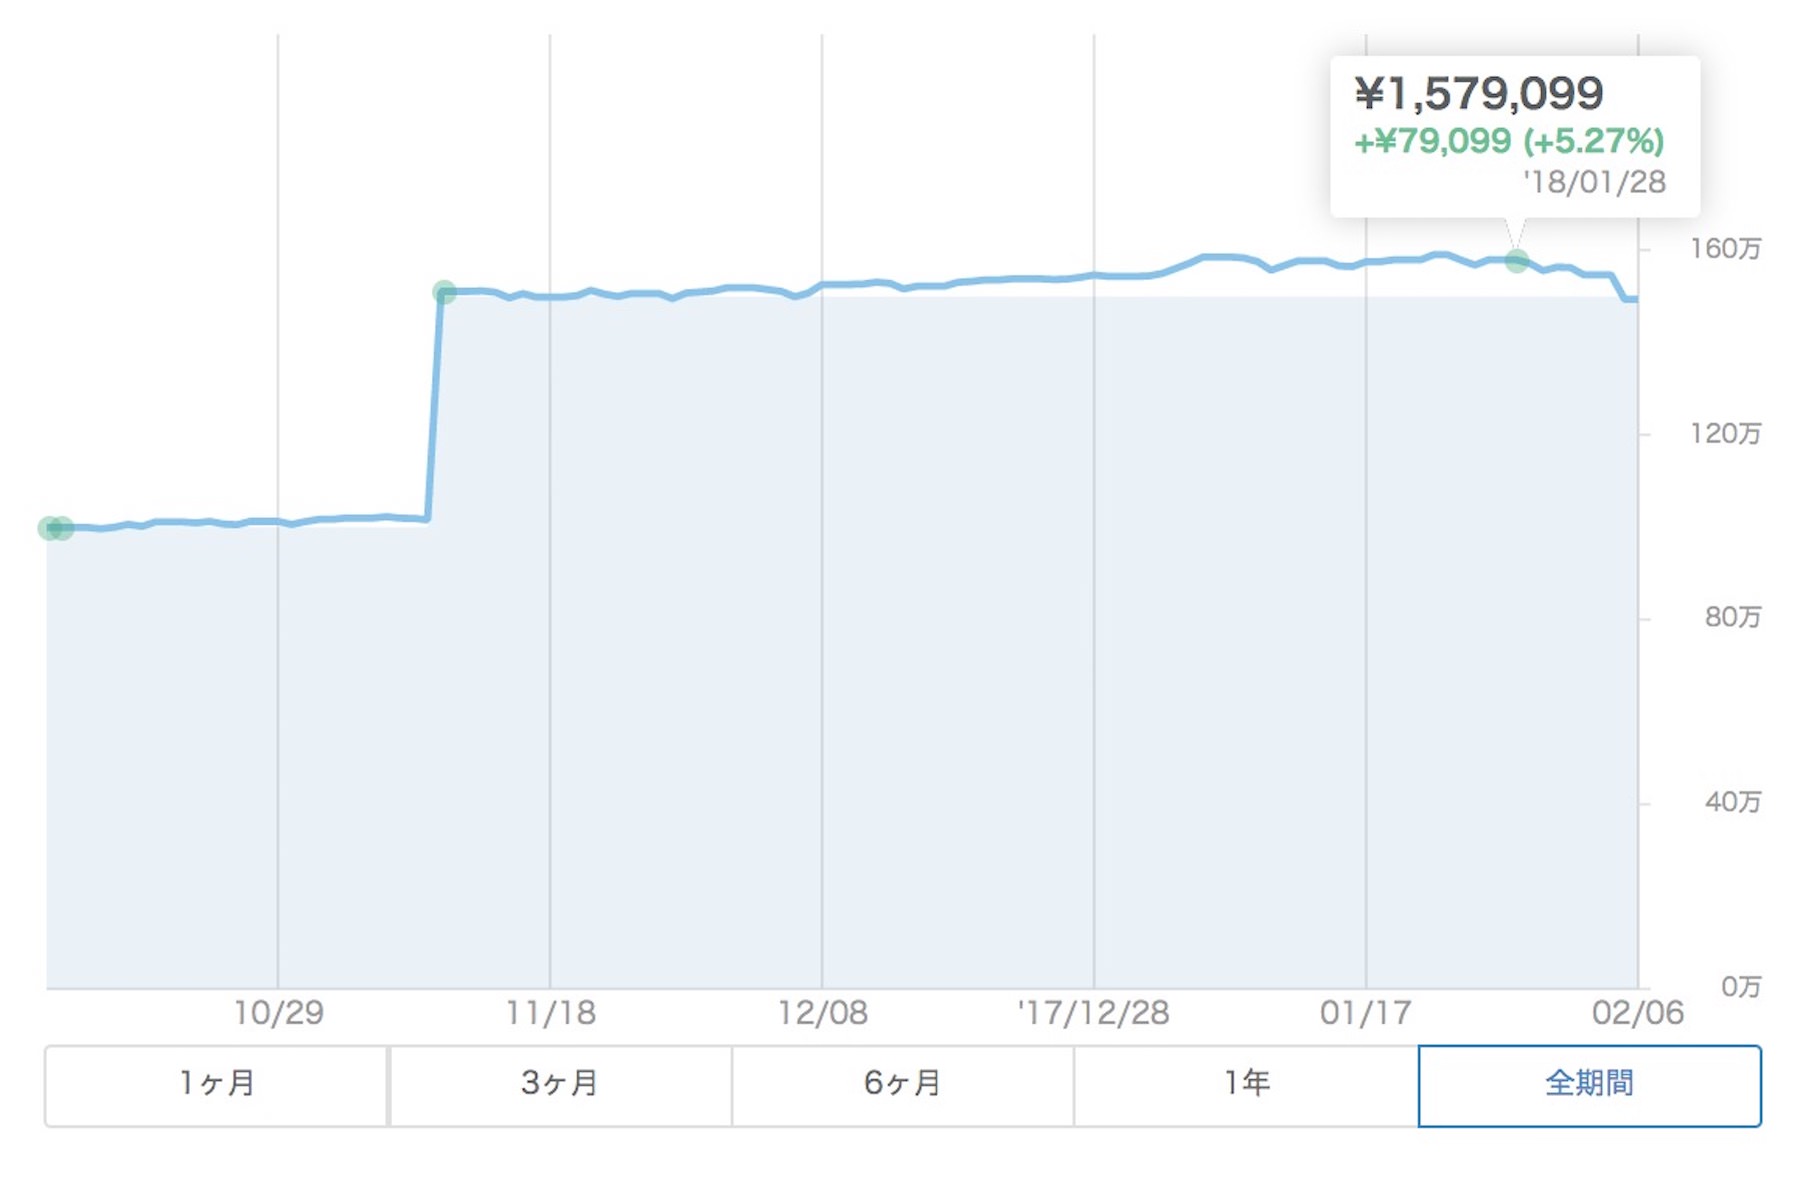 ¥1,579,099
+¥79,099 (+5.27%)
'18/01/28
160万
120万
80万
40万
0万
10/29 11/18 12/08 '17/12/28 01/17 02/06
1ヶ月 3ヶ月 6ヶ月 1年 全期間